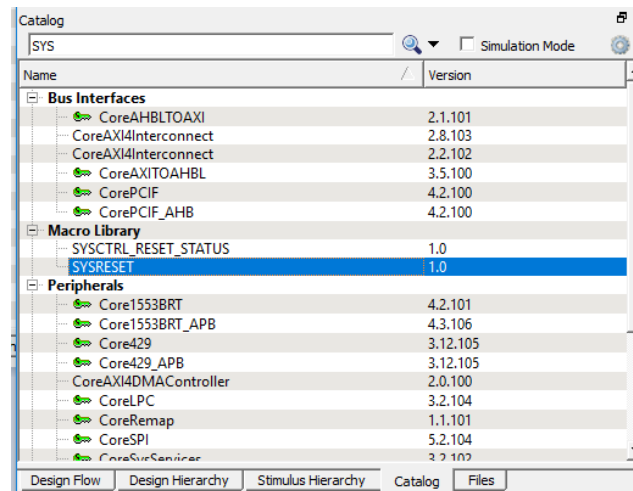 Catalog
SYS
Simulation Mode
Name Version
Bus Interfaces
CoreAHBLTOAXI 2.1.101
CoreAXI4Interconnect 2.8.103
CoreAXI4Interconnect 2.2.102
CoreAXITOAHBL 3.5.100
CorePCIF 4.2.100
CorePCIF_AHB 4.2.100
Macro Library
SYSCTRL_RESET_STATUS 1.0
SYSRESET 1.0
Peripherals
Core1553BRT 4.2.101
Core1553BRT_APB 4.3.106
Core429 3.12.105
Core429_APB 3.12.105
CoreAXI4DMAController 2.0.100
CoreLPC 3.2.104
CoreRemap 1.1.101
CoreSPI 5.2.104
CoreSysServices 3.2.102
Design Flow Design Hierarchy Stimulus Hierarchy Catalog Files